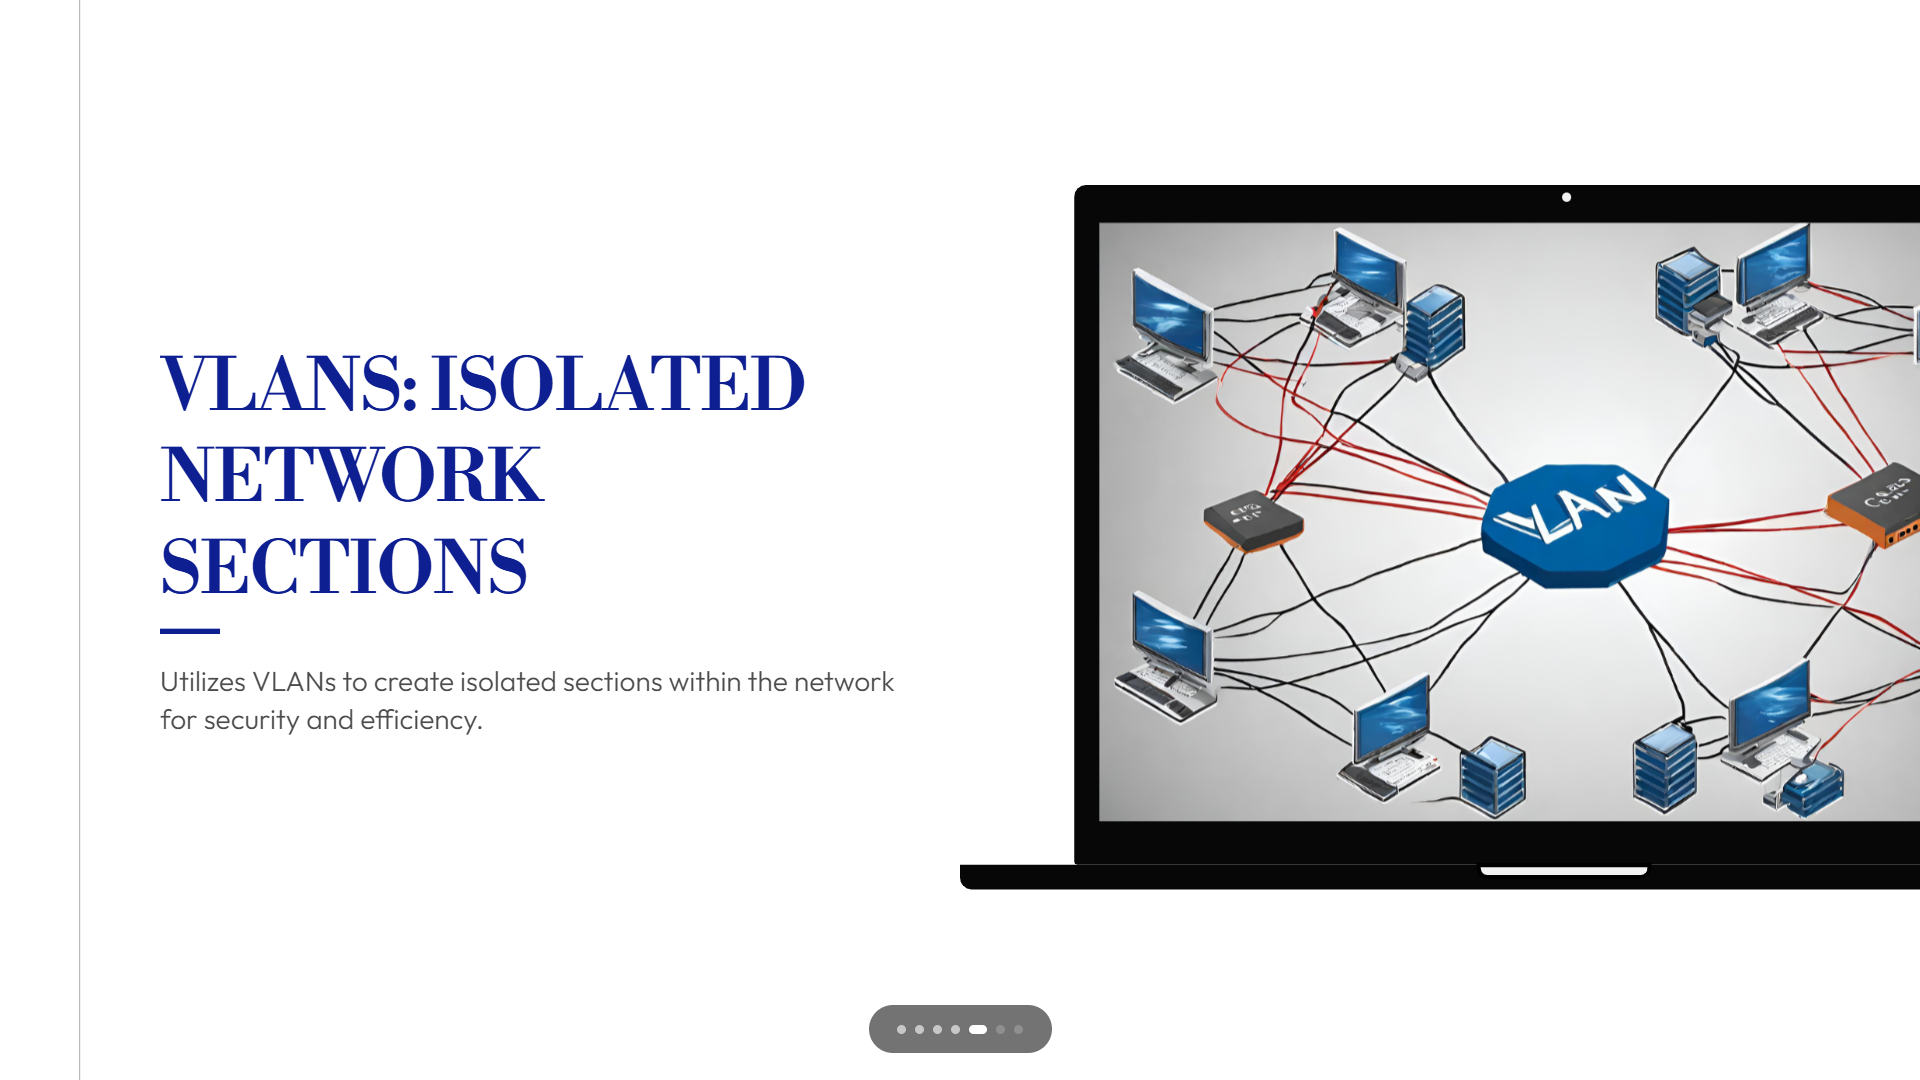 VLANS: ISOLATED
NETWORK
SECTIONS
Utilizes VLANs to create isolated sections within the network
for security and efficiency.
VLAN